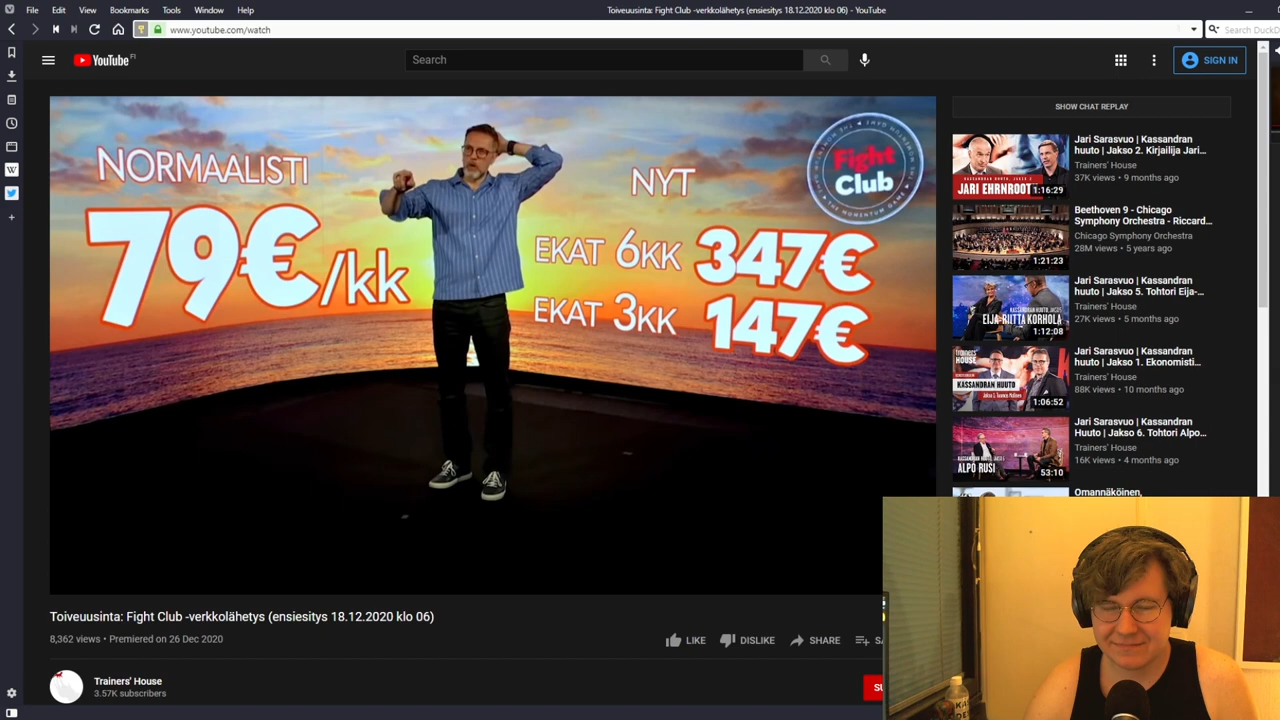 File Edit View Bookmarks Tools Window Help
Toiveuusinta: Fight Club -verkkolähetys (ensiesitys 18.12.2020 klo 06) - YouTube
www.youtube.com/watch
YouTube FI
Search
SIGN IN
NORMAALISTI
79€/kk
NYT
EKAT 6KK 347€
EKAT 3KK 147€
Fight
Club
SHOW CHAT REPLAY
Jari Sarasvuo | Kassandran
huuto | Jakso 2. Kirjailija Jari...
Trainers' House
37K views • 9 months ago
JARI EHRNROOT
1:16:29
Beethoven 9 - Chicago
Symphony Orchestra - Riccard...
Chicago Symphony Orchestra
28M views • 5 years ago
1:21:23
Jari Sarasvuo | Kassandran
huuto | Jakso 5. Tohtori Eija-...
Trainers' House
27K views • 5 months ago
EIJA-RIITTA KORHOLA
1:12:08
Jari Sarasvuo | Kassandran
huuto | Jakso 1. Ekonomisti...
Trainers' House
88K views • 10 months ago
KASSANDRAN HUUTO
1:06:52
Jari Sarasvuo | Kassandran
Huuto | Jakso 6. Tohtori Alpo...
Trainers' House
16K views • 4 months ago
ALPO RUSI
53:10
Omannäköinen,
Toiveuusinta: Fight Club -verkkolähetys (ensiesitys 18.12.2020 klo 06)
8,362 views • Premiered on 26 Dec 2020
LIKE DISLIKE SHARE
Trainers' House
3.57K subscribers